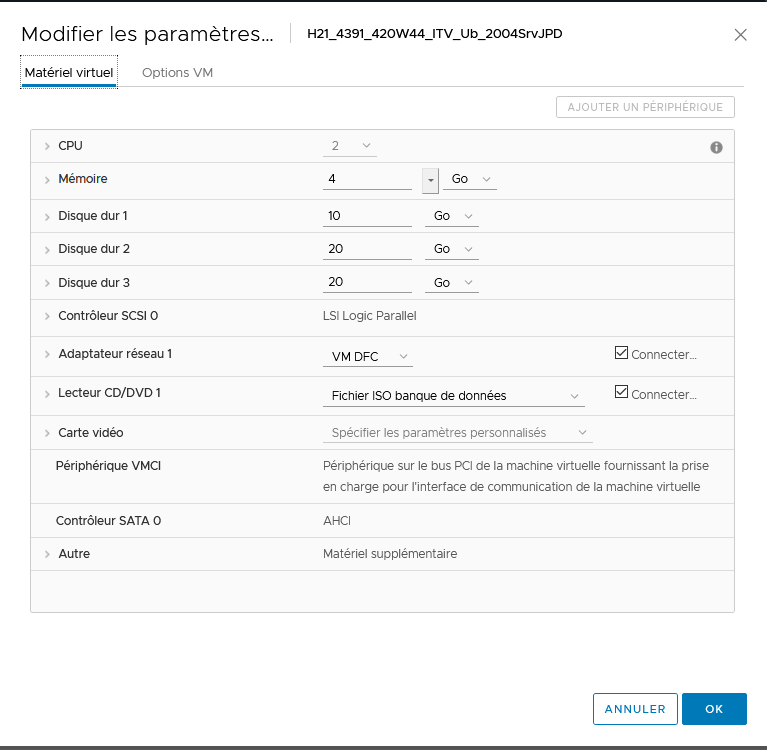 Modifier les paramètres... H21_4391_420W44_ITV_Ub_2004SrvJPD
Matériel virtuel Options VM
AJOUTER UN PÉRIPHÉRIQUE
CPU 2
Mémoire 4 Go
Disque dur 1 10 Go
Disque dur 2 20 Go
Disque dur 3 20 Go
Contrôleur SCSI 0 LSI Logic Parallel
Adaptateur réseau 1 VM DFC Connecter...
Lecteur CD/DVD 1 Fichier ISO banque de données Connecter...
Carte vidéo Spécifier les paramètres personnalisés
Périphérique VMCI Périphérique sur le bus PCI de la machine virtuelle fournissant la prise
en charge pour l'interface de communication de la machine virtuelle
Contrôleur SATA 0 AHCI
Autre Matériel supplémentaire
ANNULER OK